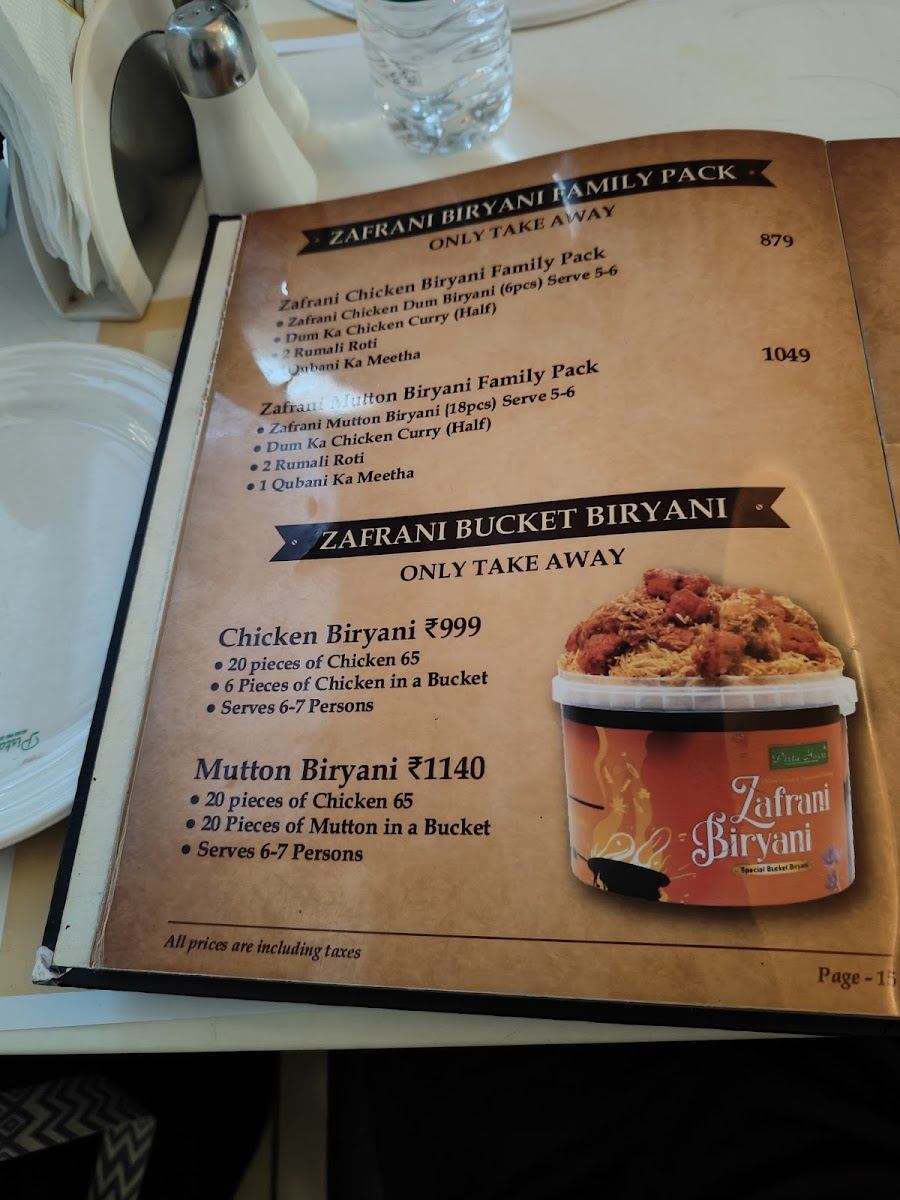 ZAFRANI BIRYANI FAMILY PACK
ONLY TAKE AWAY
Zafrani Chicken Biryani Family Pack 879
• Zafrani Chicken Dum Biryani (6pcs) Serve 5-6
• Dum Ka Chicken Curry (Half)
• 2 Rumali Roti
Qubani Ka Meetha
Zafrani Mutton Biryani Family Pack 1049
• Zafrani Mutton Biryani {18pcs) Serve 5-6
• Dum Ka Chicken Curry (Half)
• 2 Rumali Roti
• 1 Qubani Ka Meetha
ZAFRANI BUCKET BIRYANI
ONLY TAKE AWAY
Chicken Biryani ₹999
• 20 pieces of Chicken 65
• 6 Pieces of Chicken in a Bucket
• Serves 6-7 Persons
Mutton Biryani ₹1140
• 20 pieces of Chicken 65
• 20 Pieces of Mutton in a Bucket
• Serves 6-7 Persons
Pista House
Zafrani
Biryani
Special Bucket Biryani
All prices are including taxes
Page - 15
Pista